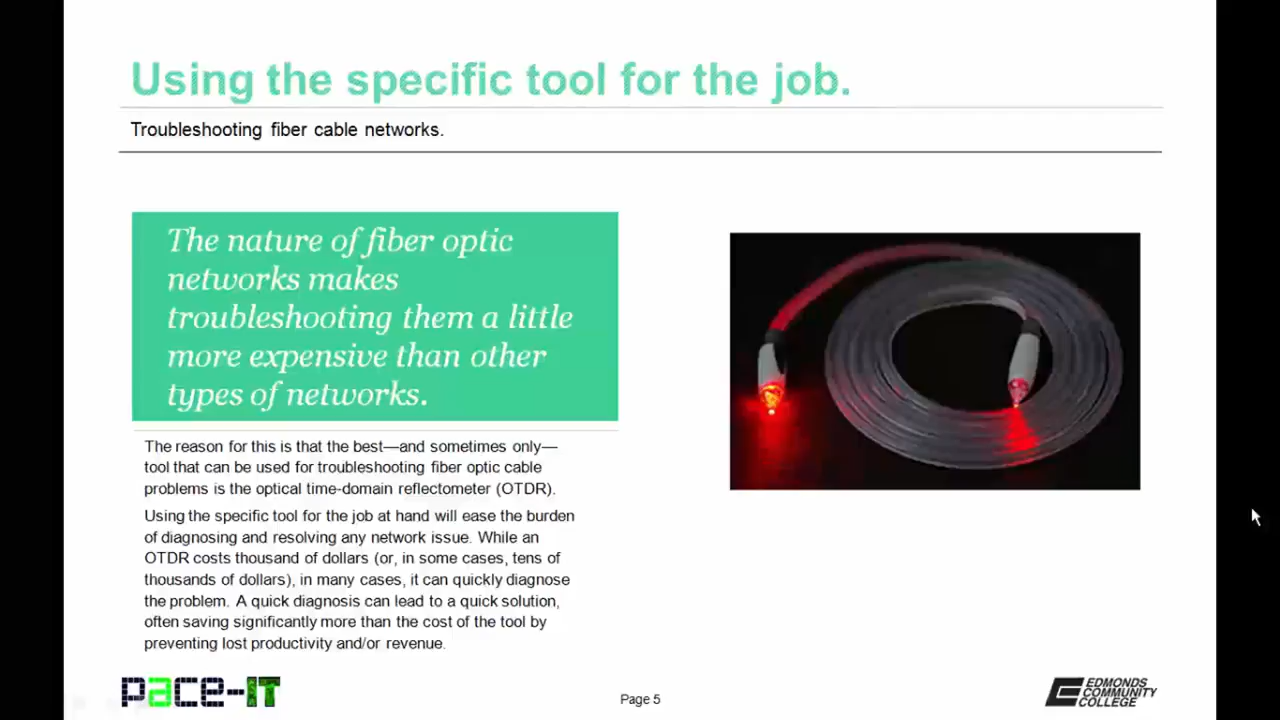 Using the specific tool for the job.
Troubleshooting fiber cable networks.
The nature of fiber optic
networks makes
troubleshooting them a little
more expensive than other
types of networks.
The reason for this is that the best—and sometimes only—
tool that can be used for troubleshooting fiber optic cable
problems is the optical time-domain reflectometer (OTDR).
Using the specific tool for the job at hand will ease the burden
of diagnosing and resolving any network issue. While an
OTDR costs thousand of dollars (or, in some cases, tens of
thousands of dollars), in many cases, it can quickly diagnose
the problem. A quick diagnosis can lead to a quick solution,
often saving significantly more than the cost of the tool by
preventing lost productivity and/or revenue.
PACE-IT
Page 5
EDMONDS
COMMUNITY
COLLEGE